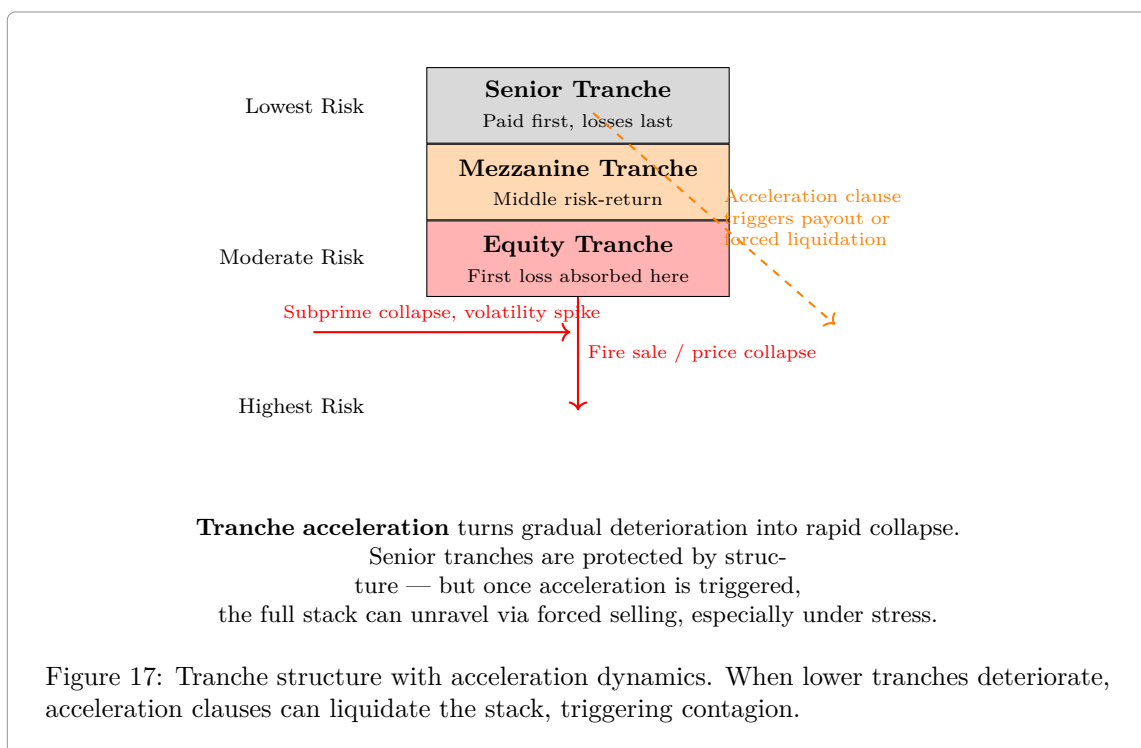 Senior Tranche
Lowest Risk
Paid first, losses last
Mezzanine Tranche
Middle risk-return
Acceleration clause
triggers payout or
forced liquidation
Equity Tranche
Moderate Risk
First loss absorbed here
Subprime collapse, volatility spike
Fire sale / price collapse
Highest Risk
Tranche acceleration turns gradual deterioration into rapid collapse.
Senior tranches are protected by struc-
ture — but once acceleration is triggered,
the full stack can unravel via forced selling, especially under stress.
Figure 17: Tranche structure with acceleration dynamics. When lower tranches deteriorate,
acceleration clauses can liquidate the stack, triggering contagion.